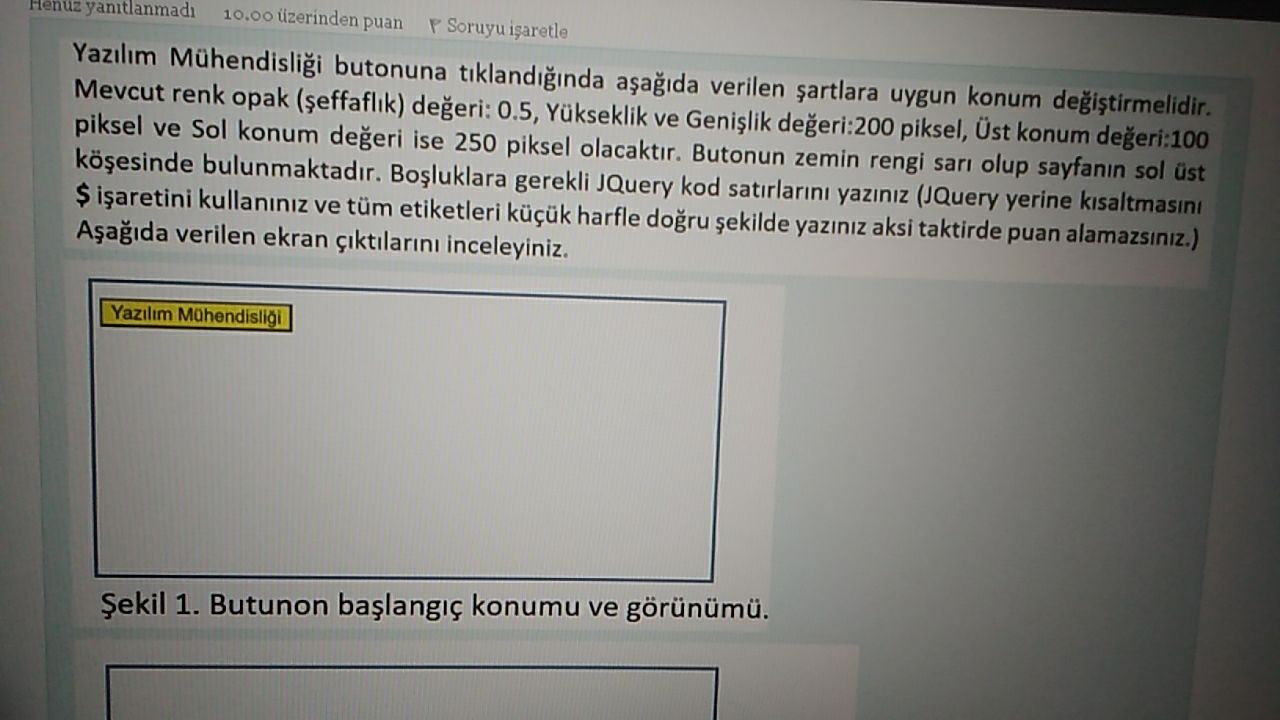 Henüz yanıtlanmadı 10,00 üzerinden puan Soruyu işaretle
Yazılım Mühendisliği butonuna tıklandığında aşağıda verilen şartlara uygun konum değiştirmelidir.
Mevcut renk opak (şeffaflık) değeri: 0.5, Yükseklik ve Genişlik değeri:200 piksel, Üst konum değeri:100
piksel ve Sol konum değeri ise 250 piksel olacaktır. Butonun zemin rengi sarı olup sayfanın sol üst
köşesinde bulunmaktadır. Boşluklara gerekli JQuery kod satırlarını yazınız (JQuery yerine kısaltmasını
$ işaretini kullanınız ve tüm etiketleri küçük harfle doğru şekilde yazınız aksi taktirde puan alamazsınız.)
Aşağıda verilen ekran çıktılarını inceleyiniz.
Yazılım Mühendisliği
Şekil 1. Butunon başlangıç konumu ve görünümü.